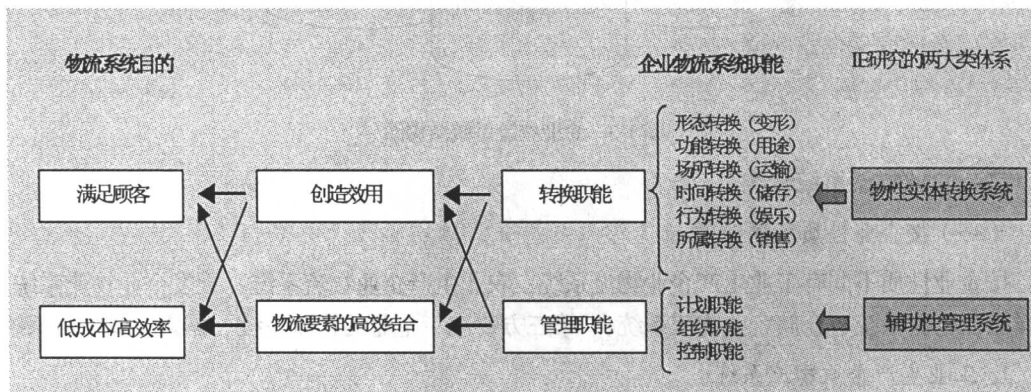 物流系统目的
企业物流系统职能
IE研究的两大类体系
形态转换（变形）
功能转换（用途）
场所转换（运输）
时间转换（储存）
行为转换（娱乐）
所属转换（销售）
满足顾客
创造效用
转换职能
物性实体转换系统
低成本/高效率
物流要素的高效结合
管理职能
计划职能
组织职能
控制职能
辅助性管理系统